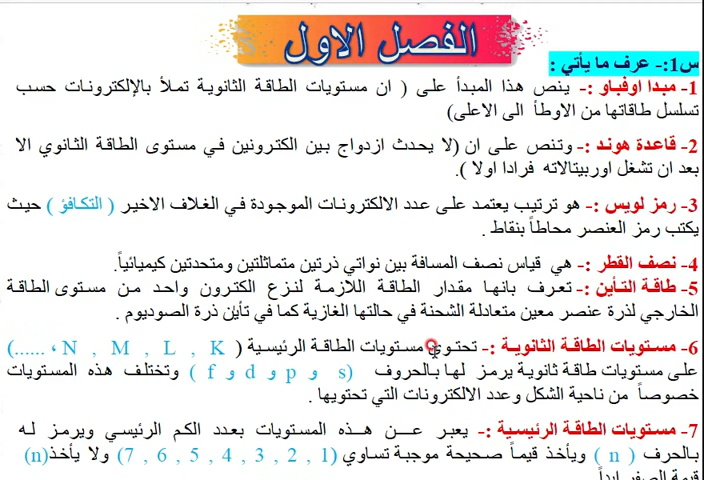 الفصل الاول
س1:- عرف ما يأتي :
1- مبدا اوفباو :- ينص هذا المبدأ على ( ان مستويات الطاقة الثانوية تملأ بالإلكترونات حسب
تسلسل طاقاتها من الاوطأ الى الاعلى)
2- قاعدة هوند :- وتنص على ان (لا يحدث ازدواج بين الكترونين في مستوى الطاقة الثانوي الا
بعد ان تشغل اوربيتالاته فرادا اولا ).
3- رمز لويس :- هو ترتيب يعتمد على عدد الالكترونات الموجودة في الغلاف الاخير ( التكافؤ ) حيث
يكتب رمز العنصر محاطاً بنقاط .
4- نصف القطر :- هي قياس نصف المسافة بين نواتي ذرتين متماثلتين ومتحدتين كيميائياً.
5- طاقة التأين :- تعرف بانها مقدار الطاقة اللازمة لنزع الكترون واحد من مستوى الطاقة
الخارجي لذرة عنصر معين متعادلة الشحنة في حالتها الغازية كما في تأين ذرة الصوديوم .
6- مستويات الطاقة الثانوية :- تحتوي مستويات الطاقة الرئيسية ( K , L , M , N ، ......)
على مستويات طاقة ثانوية يرمز لها بالحروف (s و p و d و f ) وتختلف هذه المستويات
خصوصاً من ناحية الشكل وعدد الالكترونات التي تحتويها .
7- مستويات الطاقة الرئيسية :- يعبر عن هذه المستويات بعدد الكم الرئيسي ويرمز له
بالحرف ( n ) ويأخذ قيماً صحيحة موجبة تساوي (1 , 2 , 3 , 4 , 5 , 6 , 7) ولا يأخذ(n)
قيمة الصفر ابداً